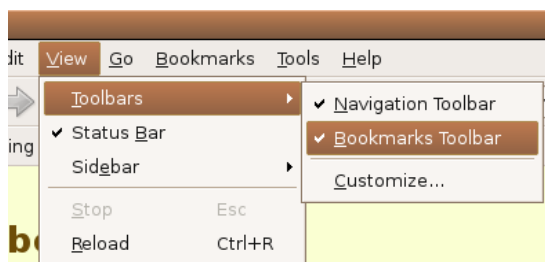 dit View Go Bookmarks Tools Help
Toolbars
Status Bar
ing
Sidebar
Stop Esc
b
Reload Ctrl+R
Navigation Toolbar
Bookmarks Toolbar
Customize...